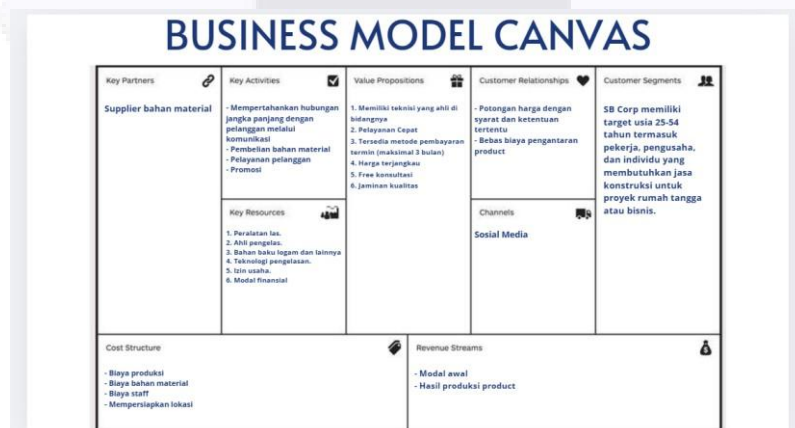 BUSINESS MODEL CANVAS
Key Partners
Supplier bahan material
Key Activities
- Mempertahankan hubungan
jangka panjang dengan
pelanggan melalui
komunikasi
- Pembelian bahan material
- Pelayanan pelanggan
- Promosi
Key Resources
1. Peralatan las.
2. Ahli pengelas.
3. Bahan baku logam dan lainnya
4. Teknologi pengelasan.
5. Izin usaha.
6. Modal finansial
Value Propositions
1. Memiliki teknisi yang ahli di
bidangnya
2. Pelayanan Cepat
3. Tersedia metode pembayaran
termin (maksimal 3 bulan)
4. Harga terjangkau
5. Free konsultasi
6. Jaminan kualitas
Customer Relationships
- Potongan harga dengan
syarat dan ketentuan
tertentu
- Bebas biaya pengantaran
product
Channels
Sosial Media
Customer Segments
SB Corp memiliki
target usia 25-54
tahun termasuk
pekerja, pengusaha,
dan individu yang
membutuhkan jasa
konstruksi untuk
proyek rumah tangga
atau bisnis.
Cost Structure
- Biaya produksi
- Biaya bahan material
- Biaya staff
- Mempersiapkan lokasi
Revenue Streams
- Modal awal
- Hasil produksi product